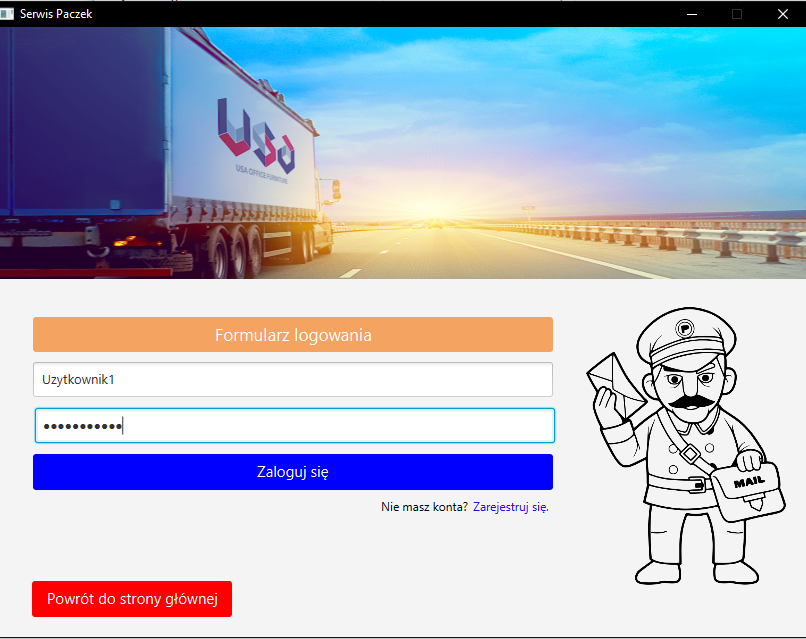 Serwis Paczek
USA
USA OFFICE FURNITURE
Formularz logowania
Uzytkownik1
•••••••••••
Zaloguj się
Nie masz konta? Zarejestruj się.
P
MAIL
Powrót do strony głównej